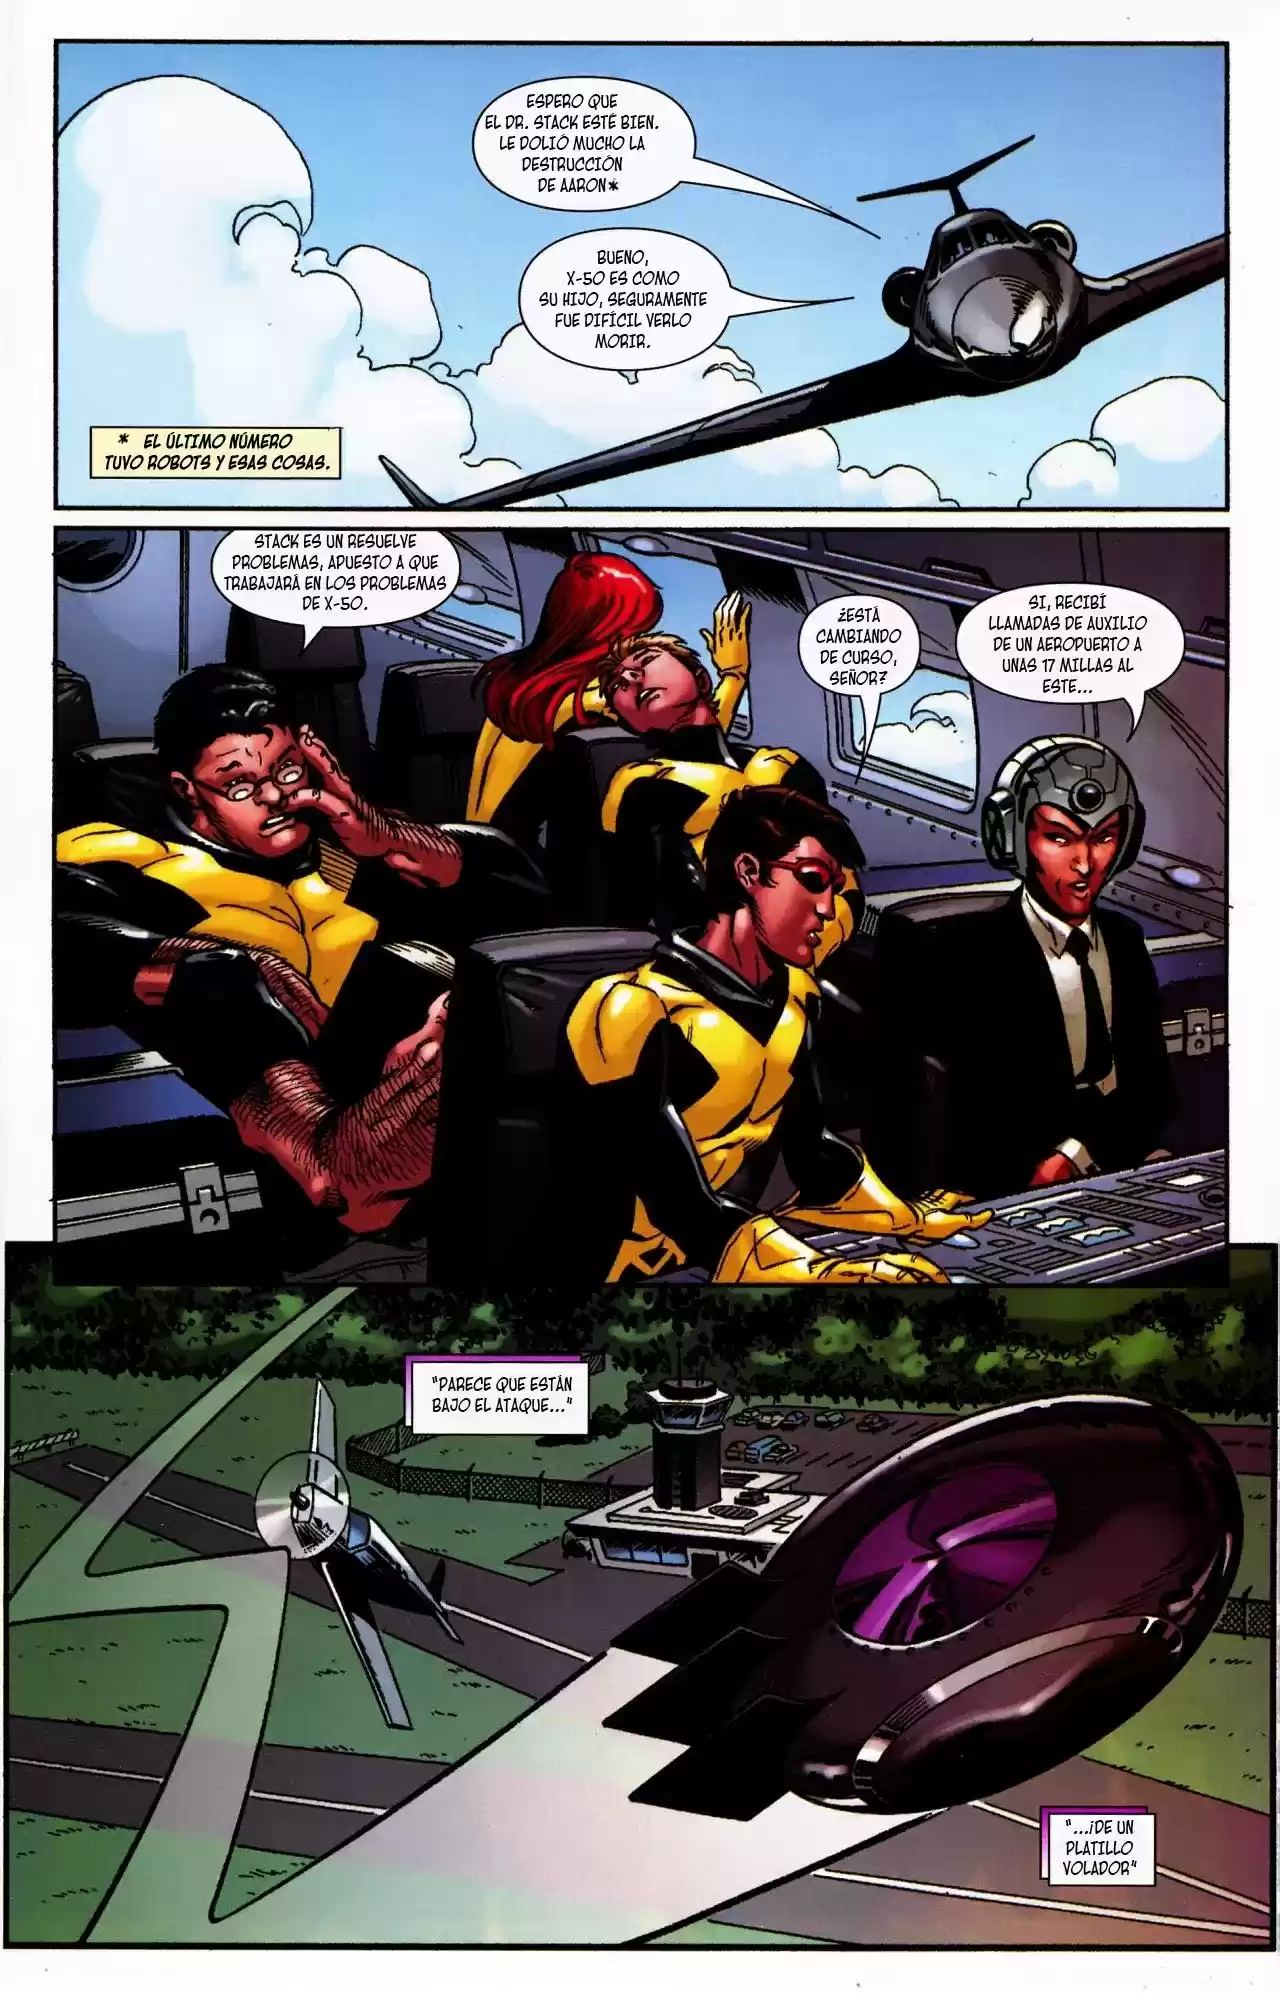 ESPERO QUE
EL DR. STACK ESTÉ BIEN.
LE DOLIÓ MUCHO LA
DESTRUCCIÓN
DE AARON*
BUENO,
X-50 ES COMO
SU HIJO, SEGURAMENTE
FUE DIFÍCIL VERLO
MORIR.
* EL ÚLTIMO NÚMERO
TUVO ROBOTS Y ESAS COSAS.
STACK ES UN RESUELVE
PROBLEMAS, APUESTO A QUE
TRABAJARÁ EN LOS PROBLEMAS
DE X-50.
¿ESTÁ
CAMBIANDO
DE CURSO,
SEÑOR?
SI, RECIBÍ
LLAMADAS DE AUXILIO
DE UN AEROPUERTO A
UNAS 17 MILLAS AL
ESTE...
"PARECE QUE ESTÁN
BAJO EL ATAQUE..."
"...¡DE UN
PLATILLO
VOLADOR"